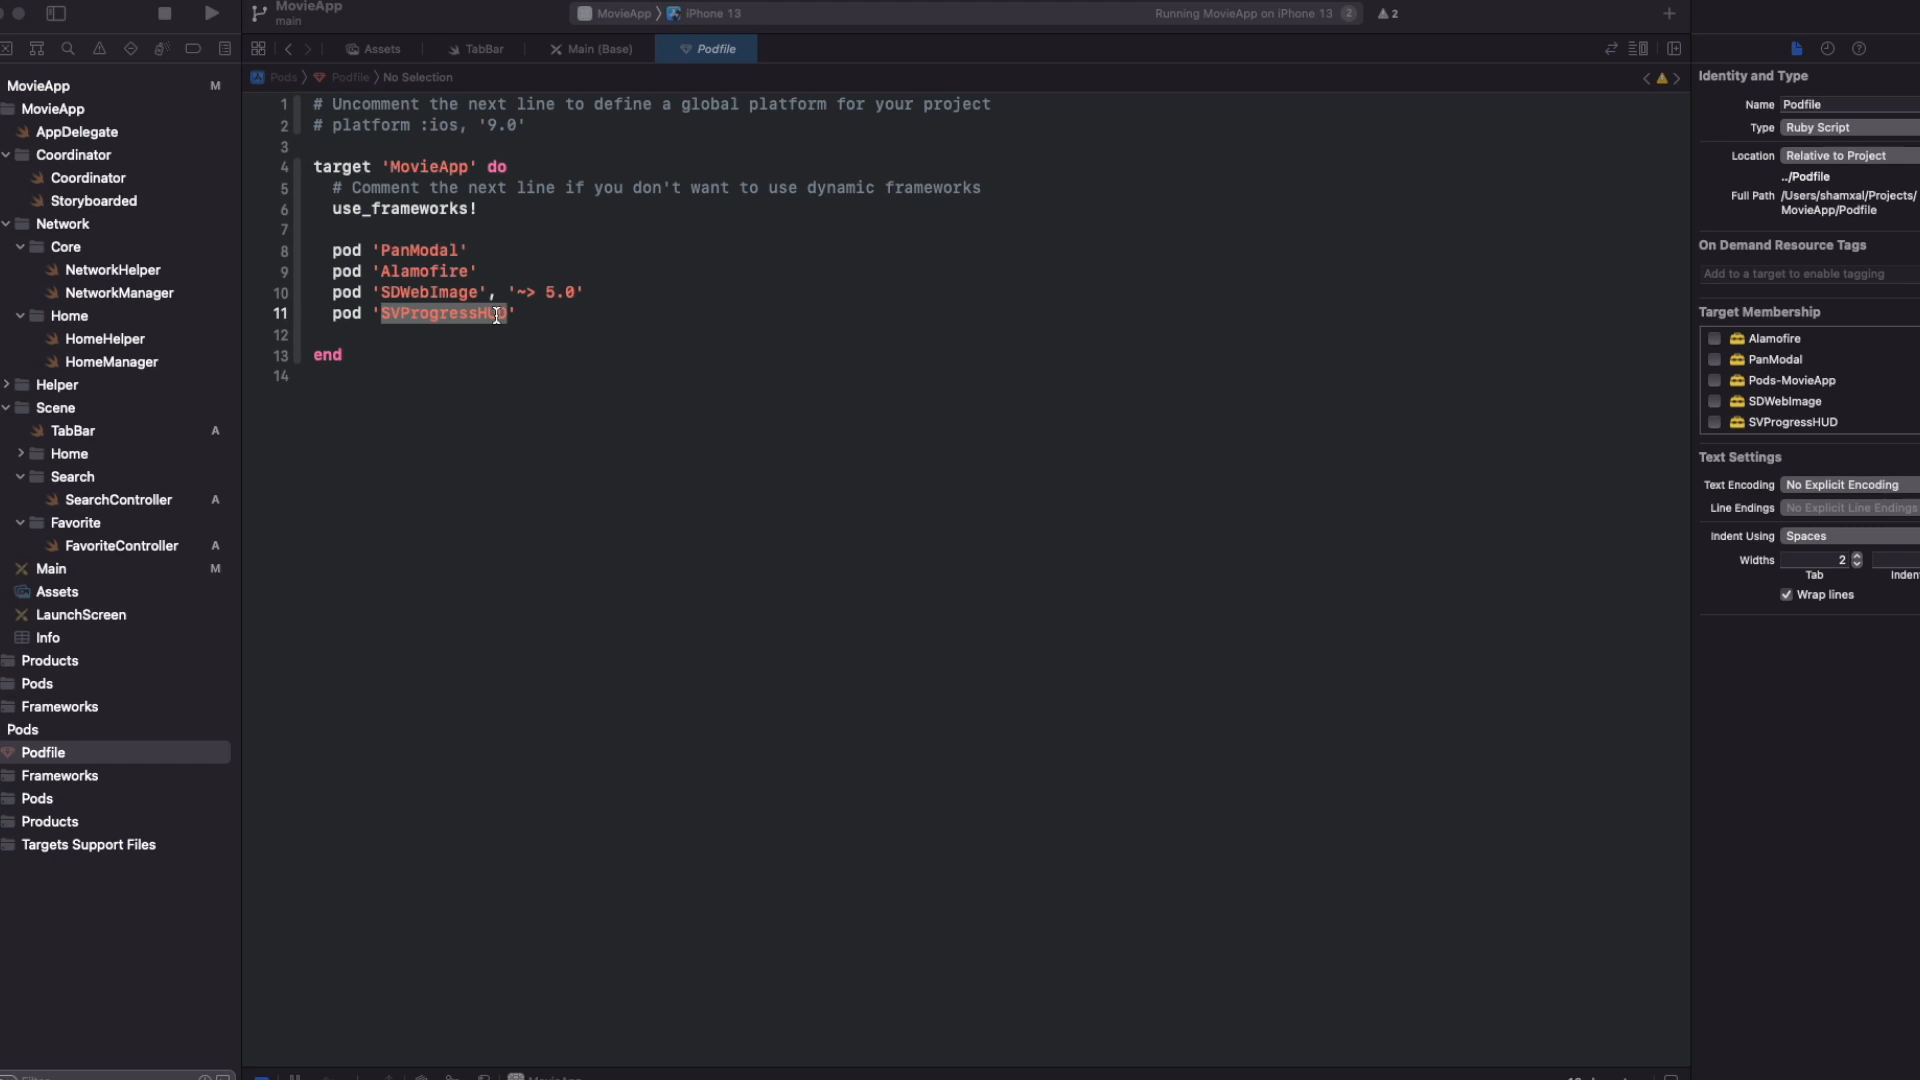 MovieApp
main
MovieApp
iPhone 13
Running MovieApp on iPhone 13
2
2
Assets
TabBar
Main (Base)
Podfile
Pods
Podfile
No Selection
MovieApp M
MovieApp
AppDelegate
Coordinator
Coordinator
Storyboarded
Network
Core
NetworkHelper
NetworkManager
Home
HomeHelper
HomeManager
Helper
Scene
TabBar A
Home
Search
SearchController A
Favorite
FavoriteController A
Main M
Assets
LaunchScreen
Info
Products
Pods
Frameworks
Pods
Podfile
Frameworks
Pods
Products
Targets Support Files
1 # Uncomment the next line to define a global platform for your project
2 # platform :ios, '9.0'
3
4 target 'MovieApp' do
5 # Comment the next line if you don't want to use dynamic frameworks
6 use_frameworks!
7
8 pod 'PanModal'
9 pod 'Alamofire'
10 pod 'SDWebImage', '~> 5.0'
11 pod 'SVProgressHUD'
12
13 end
14
Identity and Type
Name Podfile
Type Ruby Script
Location Relative to Project
../Podfile
Full Path /Users/shamxal/Projects/
MovieApp/Podfile
On Demand Resource Tags
Add to a target to enable tagging
Target Membership
Alamofire
PanModal
Pods-MovieApp
SDWebImage
SVProgressHUD
Text Settings
Text Encoding No Explicit Encoding
Line Endings No Explicit Line Endings
Indent Using Spaces
Widths 2
Tab
Inden
Wrap lines